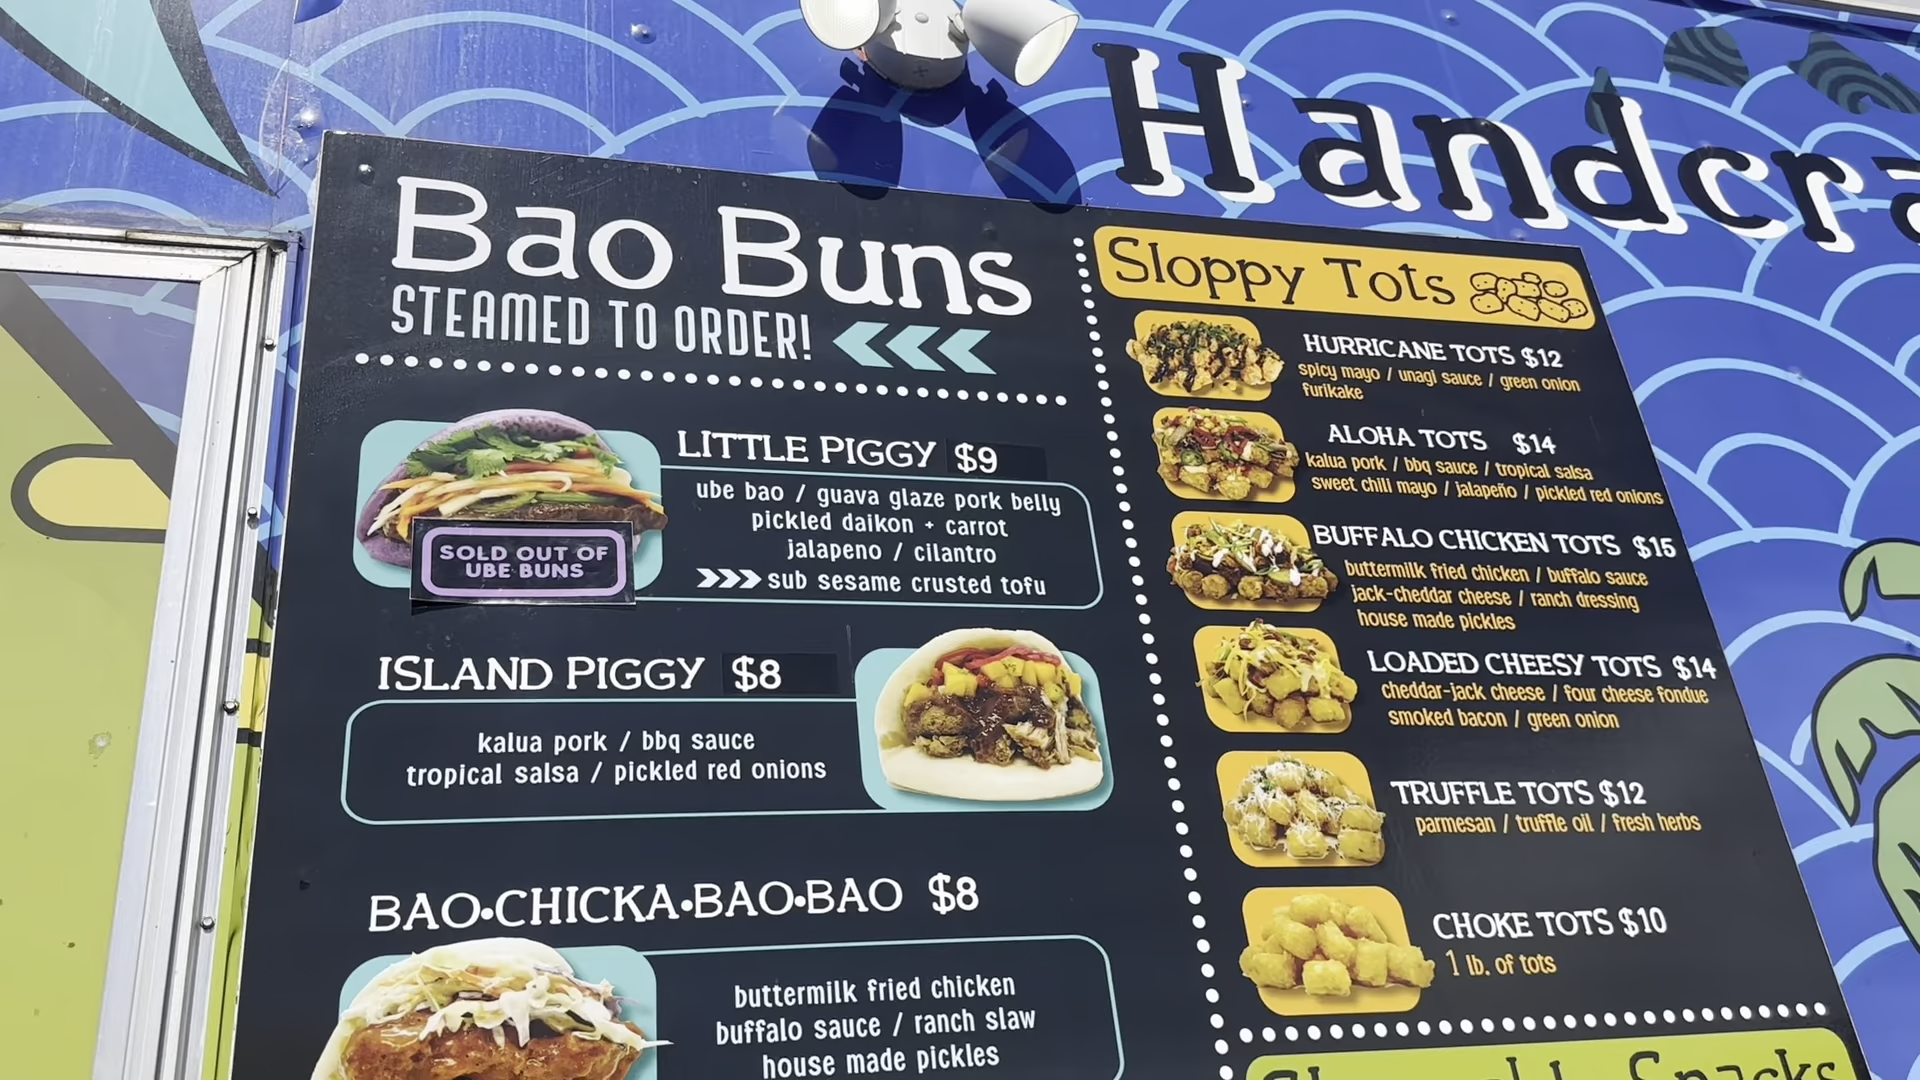 Handcra
Bao Buns
STEAMED TO ORDER!
LITTLE PIGGY $9
ube bao / guava glaze pork belly
pickled daikon + carrot
jalapeno / cilantro
>>> sub sesame crusted tofu
SOLD OUT OF
UBE BUNS
ISLAND PIGGY $8
kalua pork / bbq sauce
tropical salsa / pickled red onions
BAO•CHICKA•BAO•BAO $8
buttermilk fried chicken
buffalo sauce / ranch slaw
house made pickles
Sloppy Tots
HURRICANE TOTS $12
spicy mayo / unagi sauce / green onion
furikake
ALOHA TOTS $14
kalua pork / bbq sauce / tropical salsa
sweet chili mayo / jalapeño / pickled red onions
BUFFALO CHICKEN TOTS $15
buttermilk fried chicken / buffalo sauce
jack-cheddar cheese / ranch dressing
house made pickles
LOADED CHEESY TOTS $14
cheddar-jack cheese / four cheese fondue
smoked bacon / green onion
TRUFFLE TOTS $12
parmesan / truffle oil / fresh herbs
CHOKE TOTS $10
1 lb. of tots
Snacks